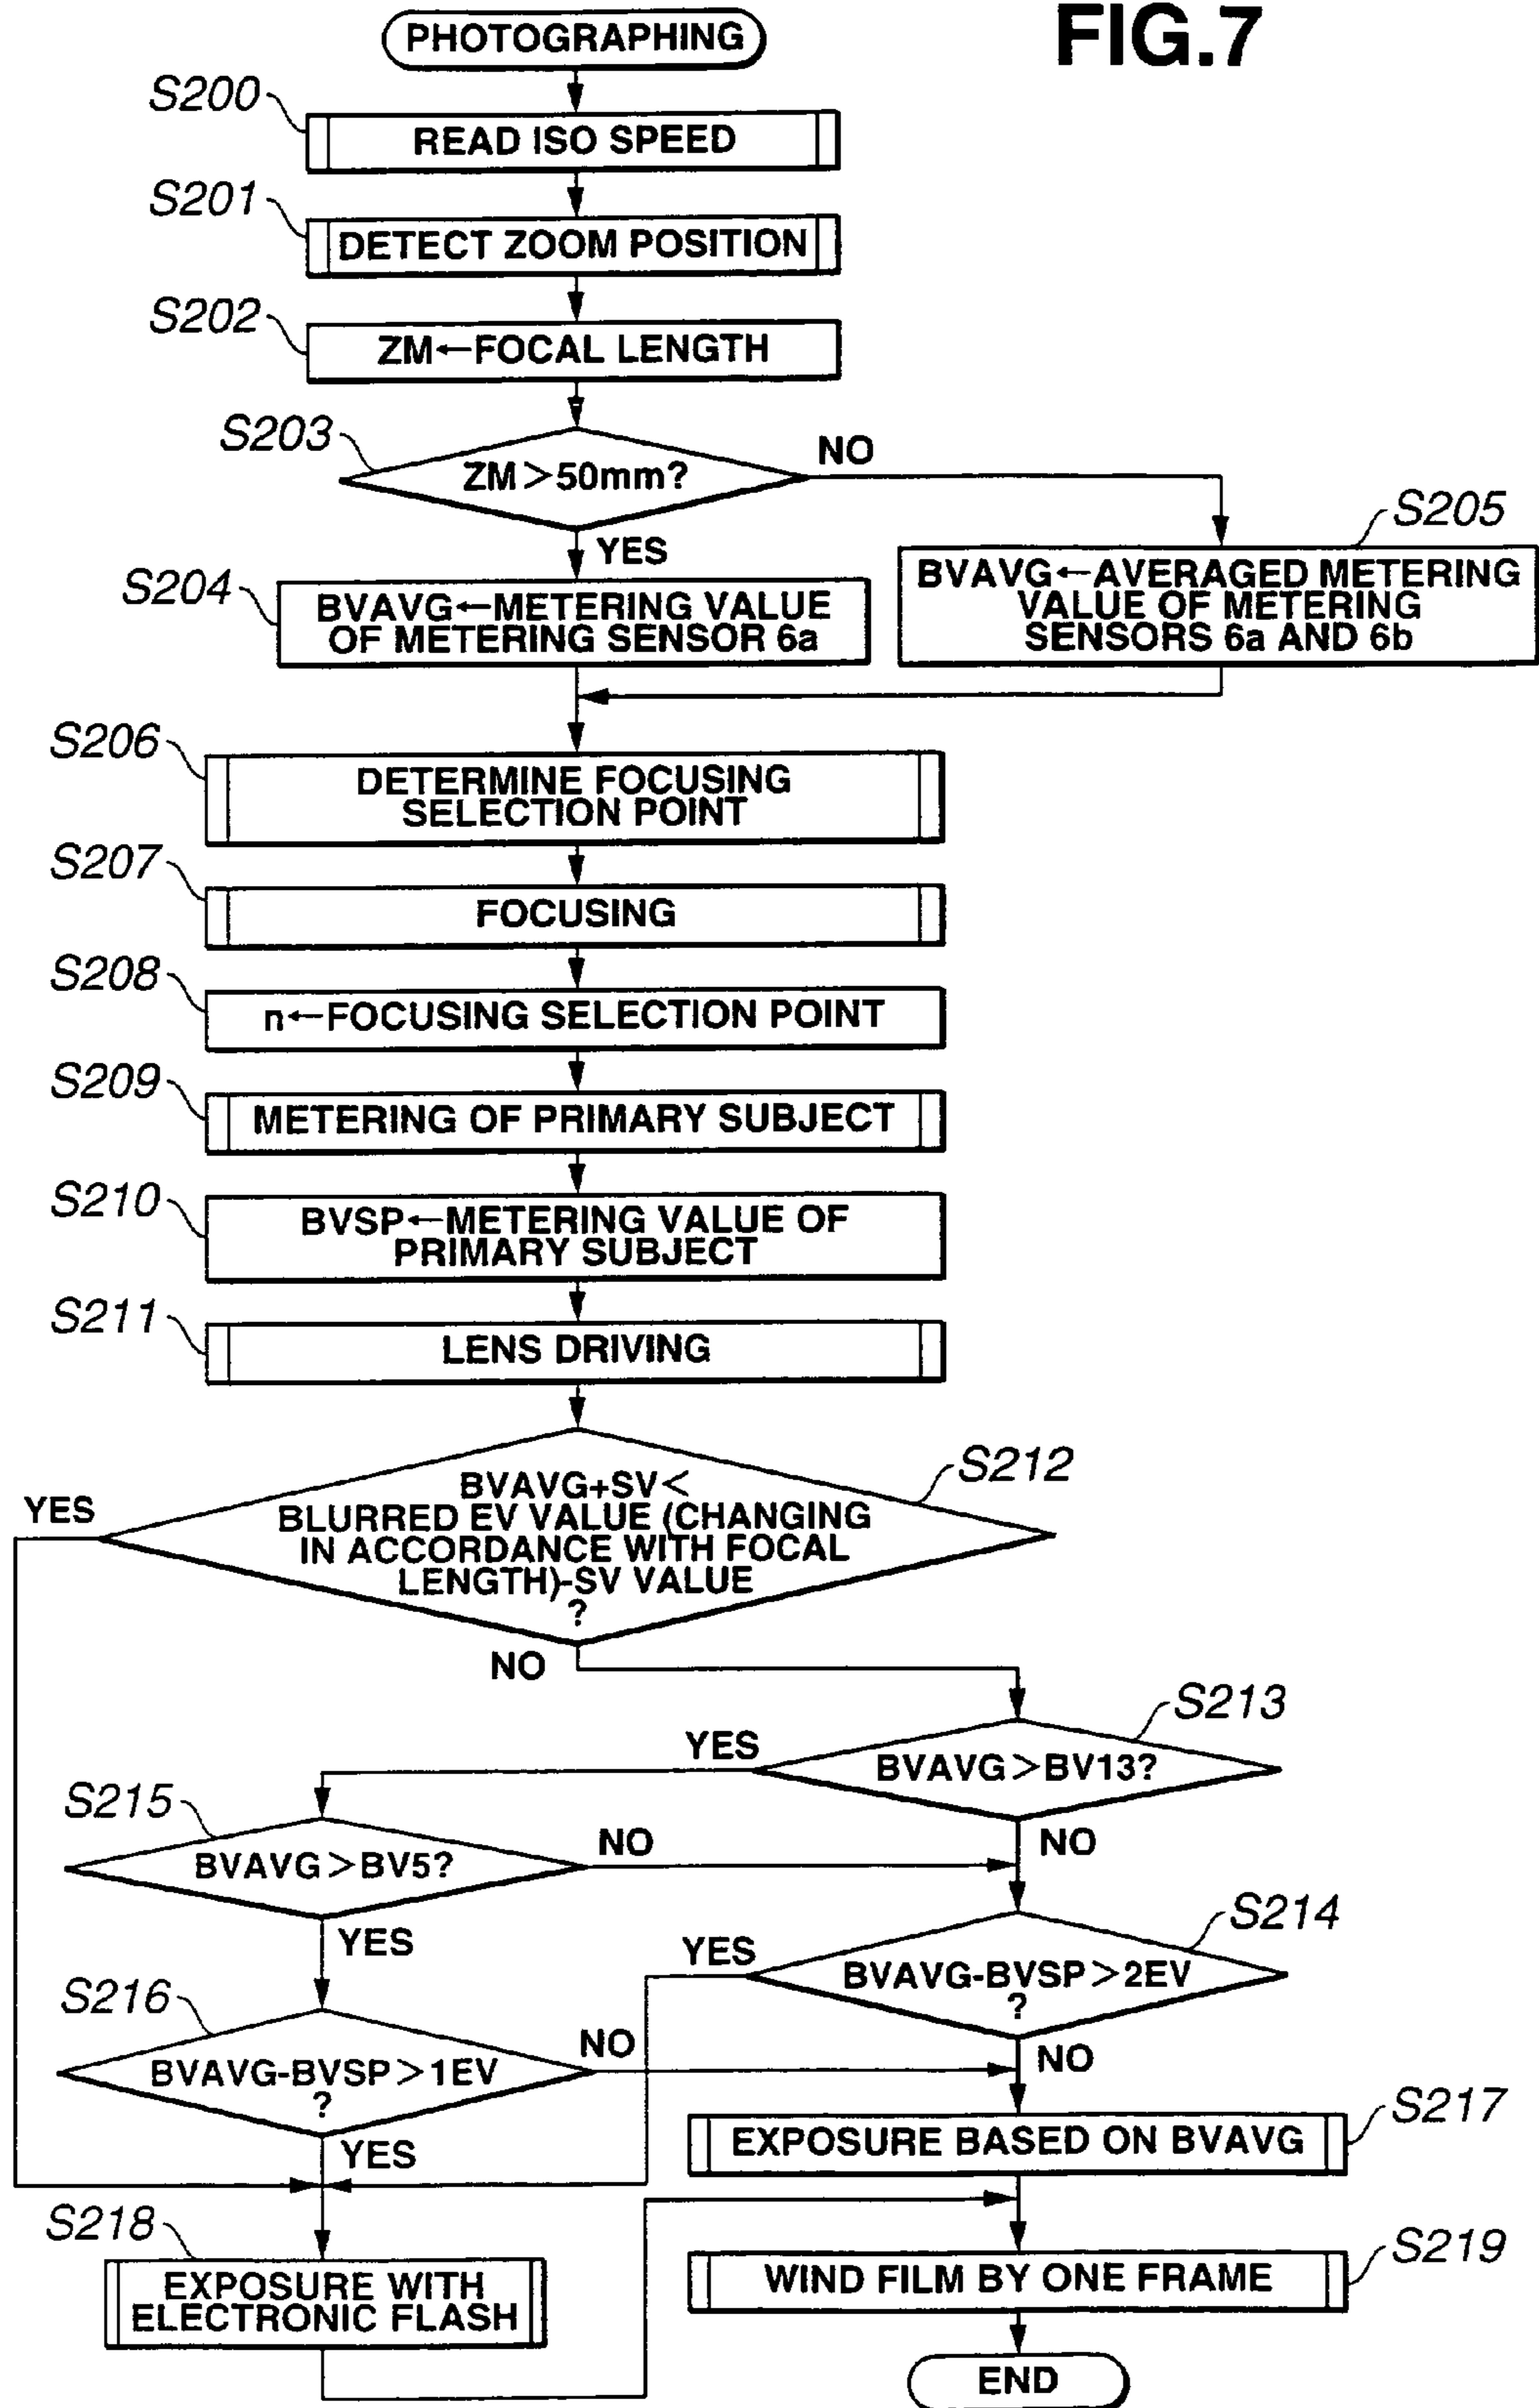 FIG.7
PHOTOGRAPHING
S200
READ ISO SPEED
S201
DETECT ZOOM POSITION
S202
ZM←FOCAL LENGTH
S203
ZM>50mm?
NO
YES
S204
BVAVG←METERING VALUE
OF METERING SENSOR 6a
S205
BVAVG←AVERAGED METERING
VALUE OF METERING
SENSORS 6a AND 6b
S206
DETERMINE FOCUSING
SELECTION POINT
S207
FOCUSING
S208
n←FOCUSING SELECTION POINT
S209
METERING OF PRIMARY SUBJECT
S210
BVSP←METERING VALUE OF
PRIMARY SUBJECT
S211
LENS DRIVING
S212
BVAVG+SV<
BLURRED EV VALUE (CHANGING
IN ACCORDANCE WITH FOCAL
LENGTH)-SV VALUE
?
YES
NO
S213
BVAVG>BV13?
YES
NO
S215
BVAVG>BV5?
NO
YES
S214
BVAVG-BVSP>2EV
?
YES
NO
S216
BVAVG-BVSP>1EV
?
NO
YES
S217
EXPOSURE BASED ON BVAVG
S218
EXPOSURE WITH
ELECTRONIC FLASH
S219
WIND FILM BY ONE FRAME
END